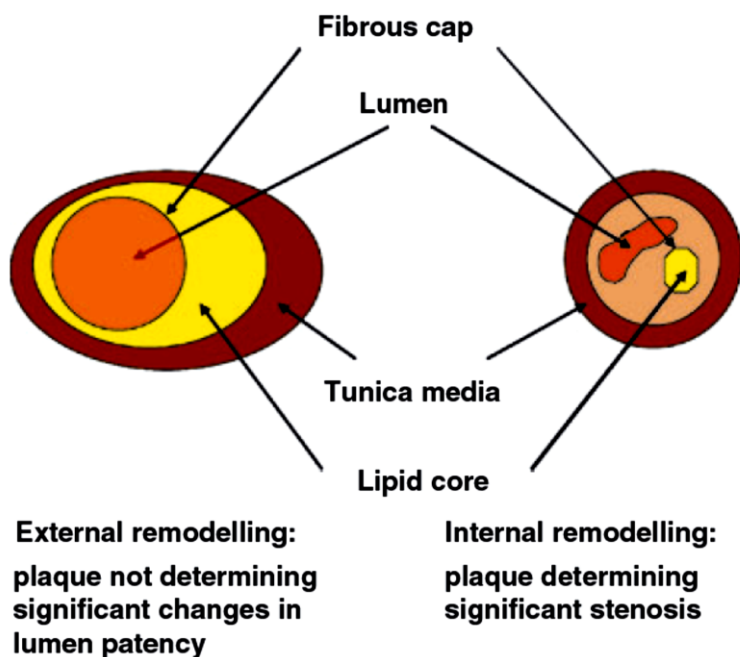 Fibrous cap
Lumen
Tunica media
Lipid core
External remodelling:
plaque not determining
significant changes in
lumen patency
Internal remodelling:
plaque determining
significant stenosis